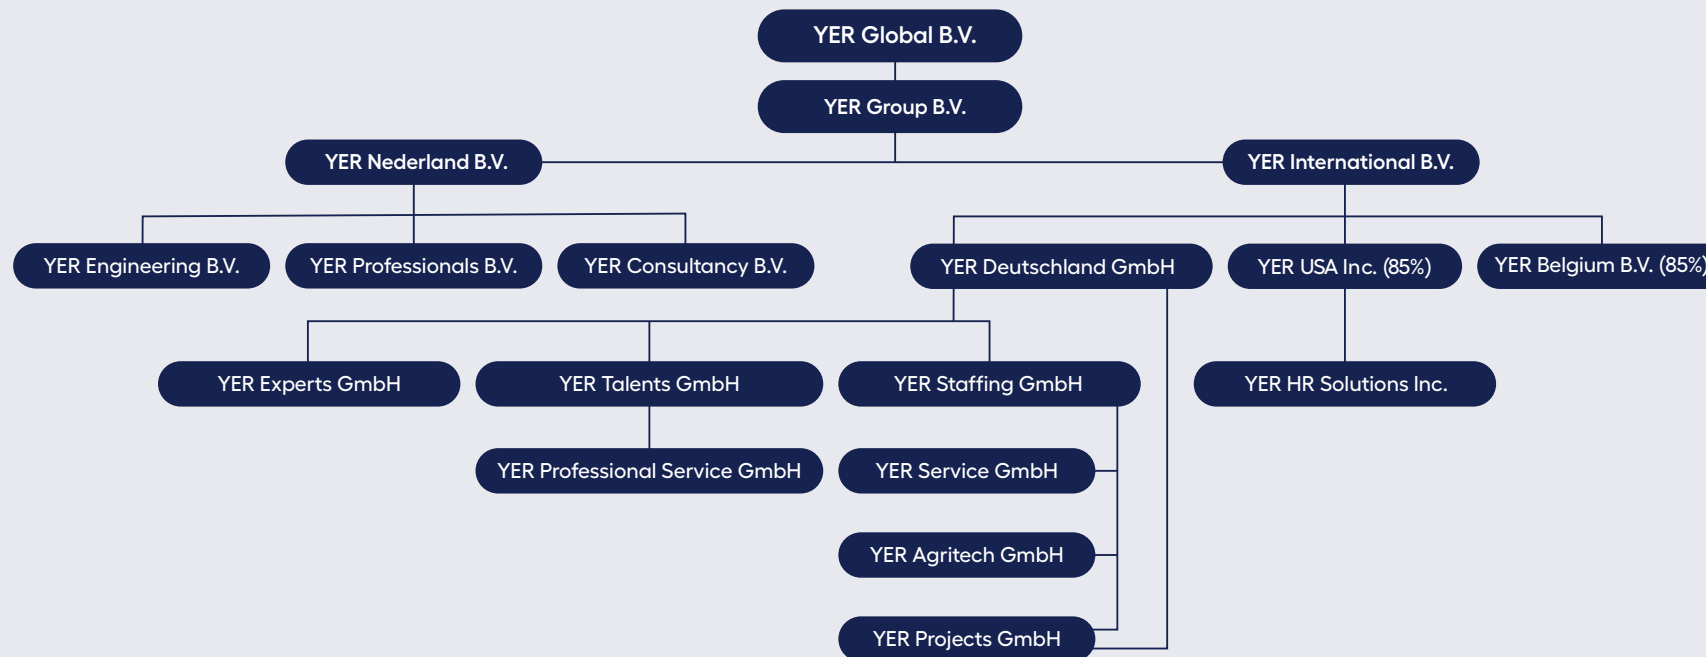 YER Global B.V.
YER Group B.V.
YER Nederland B.V.
YER International B.V.
YER Engineering B.V.
YER Professionals B.V.
YER Consultancy B.V.
YER Deutschland GmbH
YER USA Inc. (85%)
YER Belgium B.V. (85%)
YER Experts GmbH
YER Talents GmbH
YER Staffing GmbH
YER HR Solutions Inc.
YER Professional Service GmbH
YER Service GmbH
YER Agritech GmbH
YER Projects GmbH